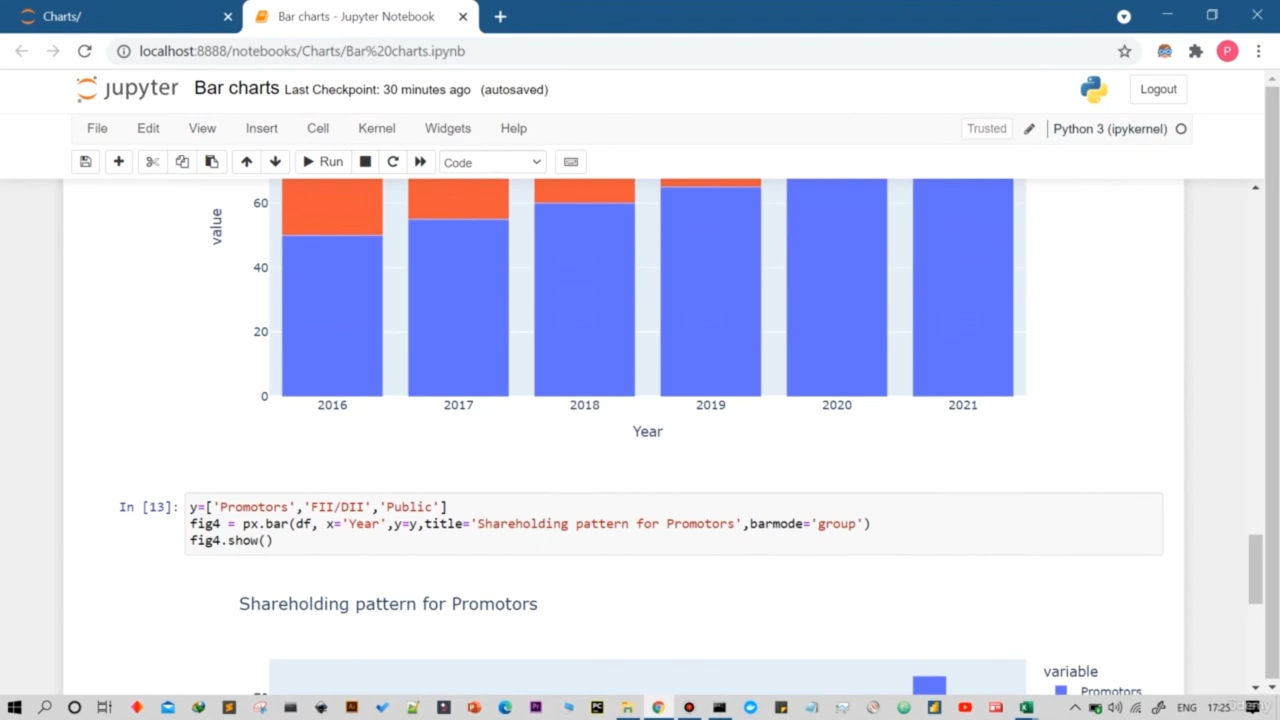 Charts/
Bar charts - Jupyter Notebook
localhost:8888/notebooks/Charts/Bar%20charts.ipynb
P
jupyter Bar charts Last Checkpoint: 30 minutes ago (autosaved)
Logout
File Edit View Insert Cell Kernel Widgets Help
Trusted Python 3 (ipykernel)
Run Code
value
60
40
20
0
2016 2017 2018 2019 2020 2021
Year
In [13]: y=['Promotors','FII/DII','Public']
fig4 = px.bar(df, x='Year',y=y,title='Shareholding pattern for Promotors',barmode='group')
fig4.show()
Shareholding pattern for Promotors
variable
Promotors
ENG 17:25